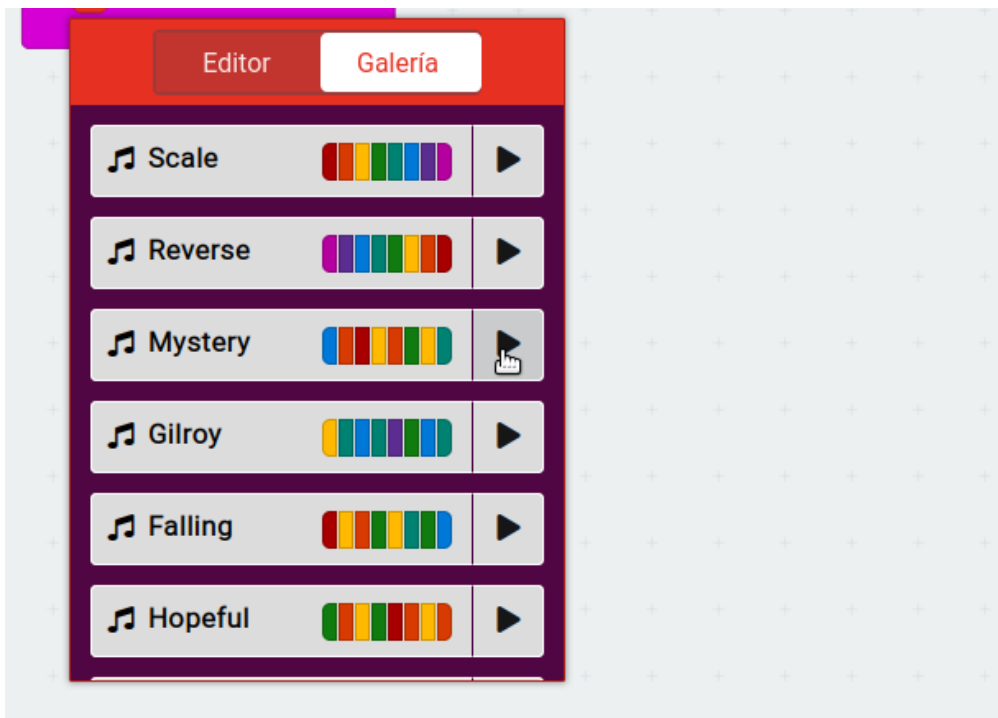 Editor Galería
Scale
Reverse
Mystery
Gilroy
Falling
Hopeful